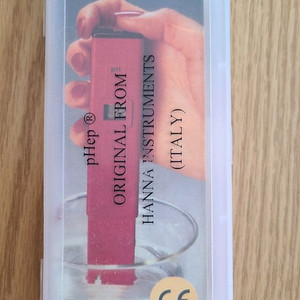 pHep ®
ORIGINAL FROM
HANNA INSTRUMENTS
(ITALY)
CE